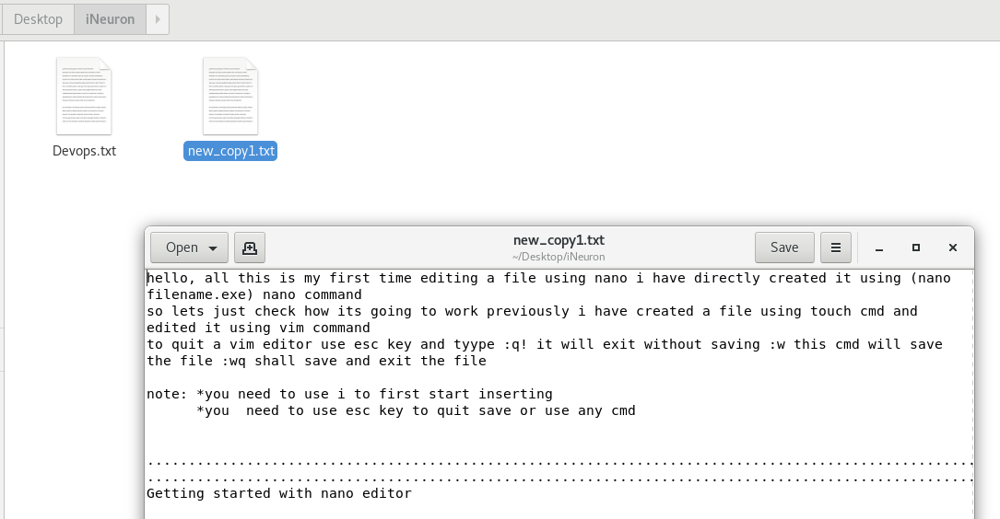 Desktop
iNeuron
Devops.txt
new_copy1.txt
Open
new_copy1.txt
~/Desktop/iNeuron
Save
hello, all this is my first time editing a file using nano i have directly created it using (nano
filename.exe) nano command
so lets just check how its going to work previously i have created a file using touch cmd and
edited it using vim command
to quit a vim editor use esc key and tyype :q! it will exit without saving :w this cmd will save
the file :wq shall save and exit the file
note: *you need to use i to first start inserting
*you  need to use esc key to quit save or use any cmd
....................................................................................................
....................................................................................................
Getting started with nano editor